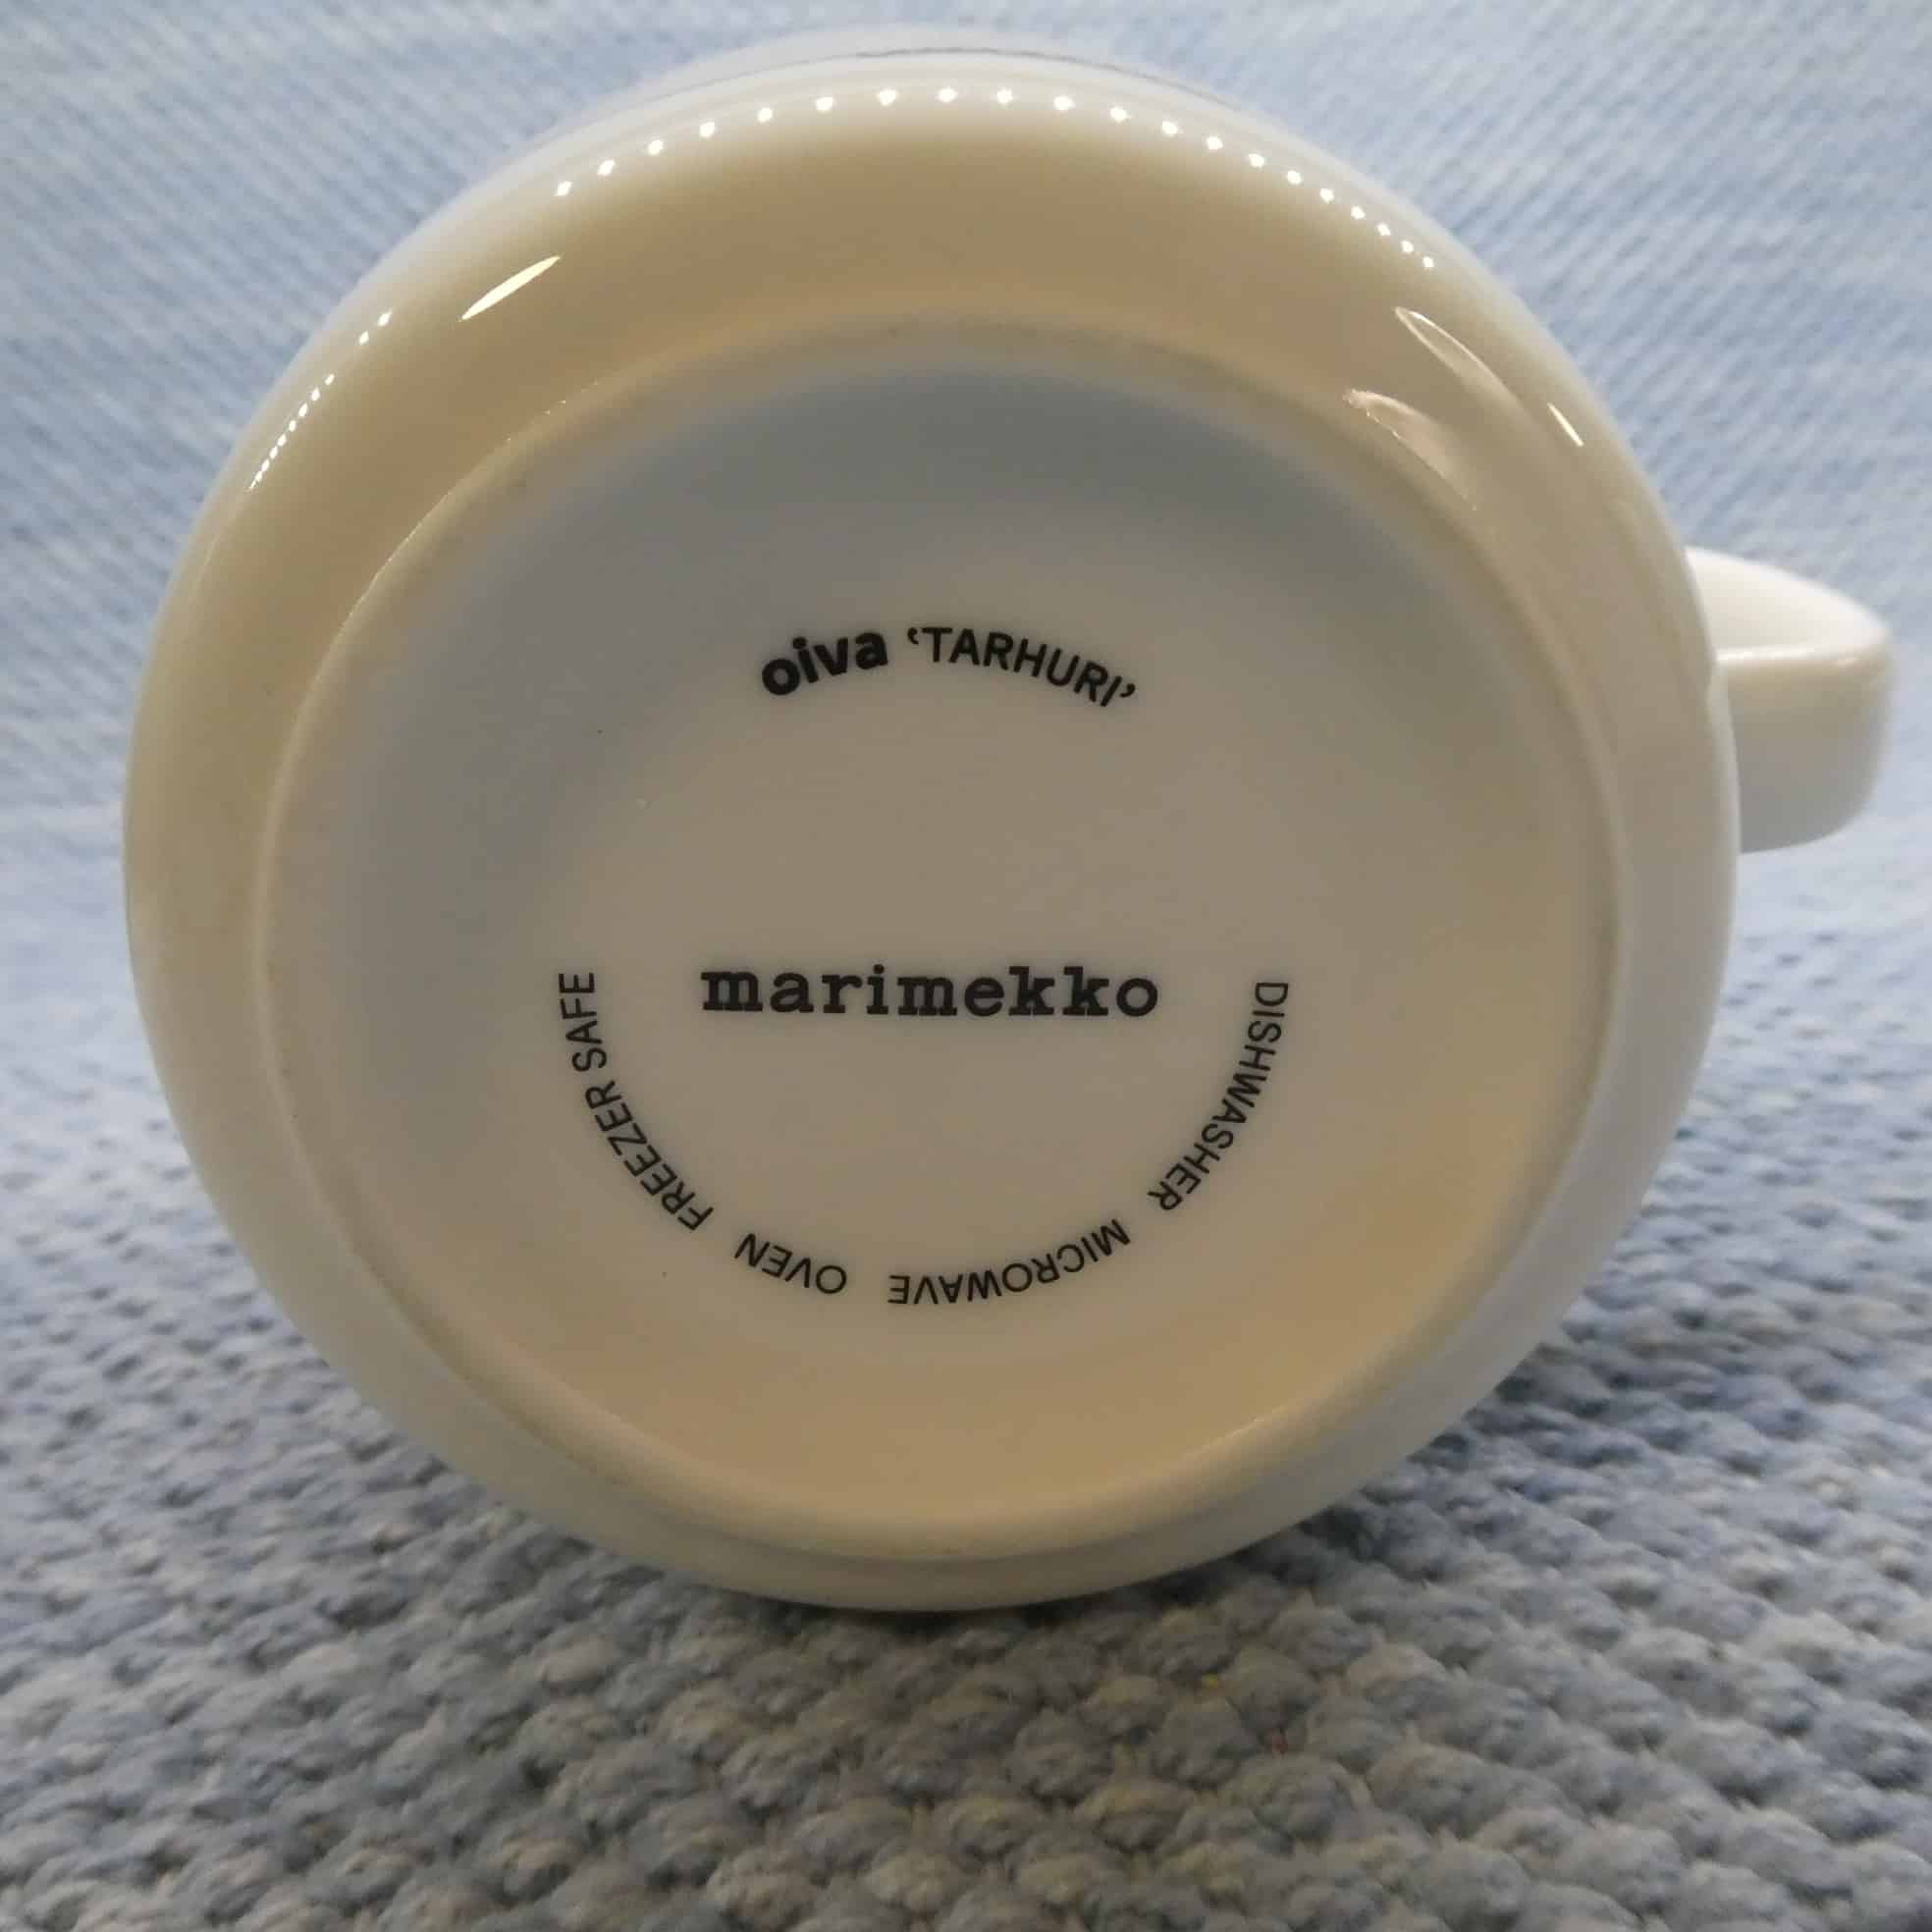 oiva ‘TARHURI’
marimekko
DISHWASHER MICROWAVE OVEN FREEZER SAFE